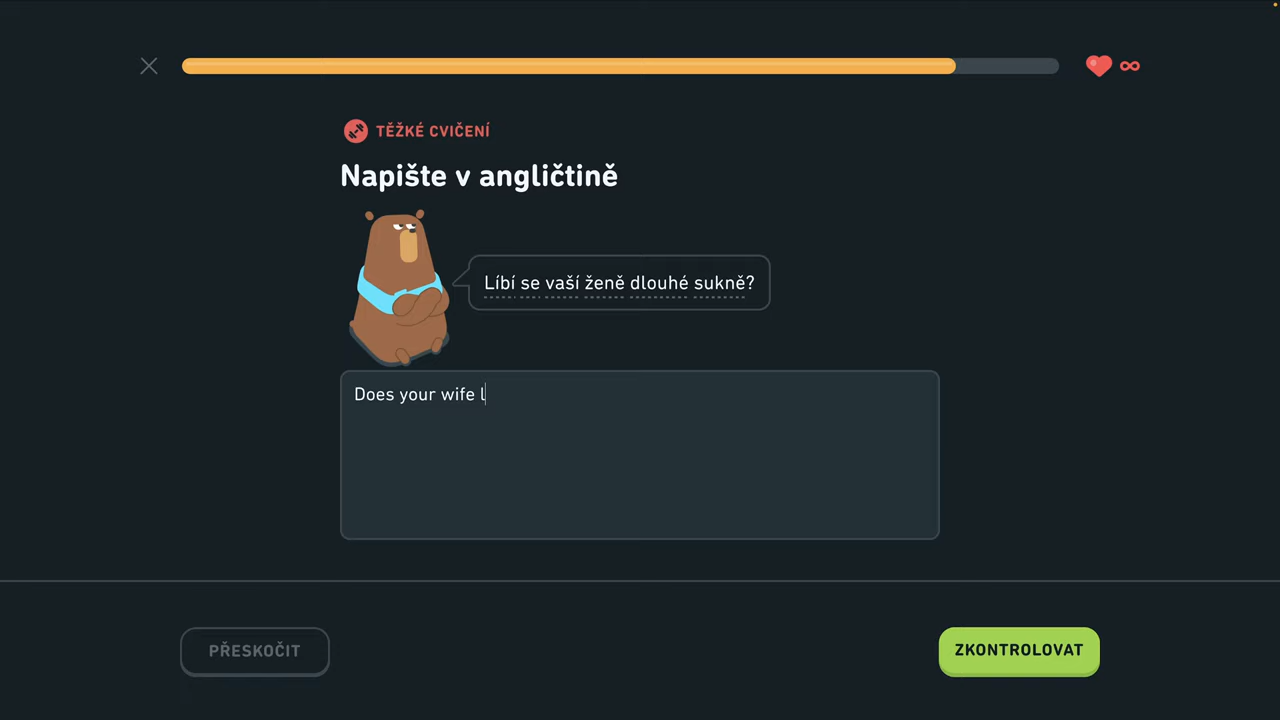 ∞
TĚŽKÉ CVIČENÍ
Napište v angličtině
Líbí se vaší ženě dlouhé sukně?
Does your wife l
PŘESKOČIT
ZKONTROLOVAT